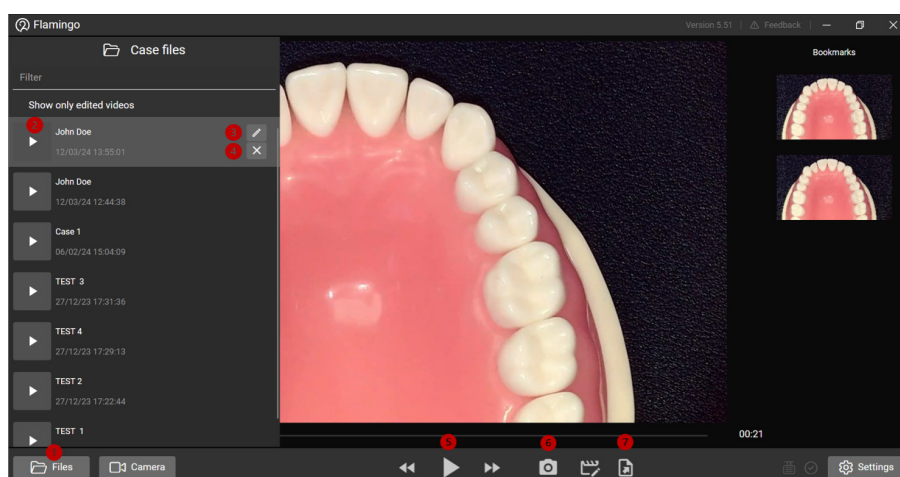 Flamingo
Version 5.51 | Feedback
Case files
Bookmarks
Filter
Show only edited videos
2
John Doe
3
12/03/24 13:55:01
4
John Doe
12/03/24 12:44:38
Case 1
06/02/24 15:04:09
TEST 3
27/12/23 17:31:36
TEST 4
27/12/23 17:29:13
TEST 2
27/12/23 17:22:44
TEST 1
00:21
1
5
6
7
Files
Camera
Settings